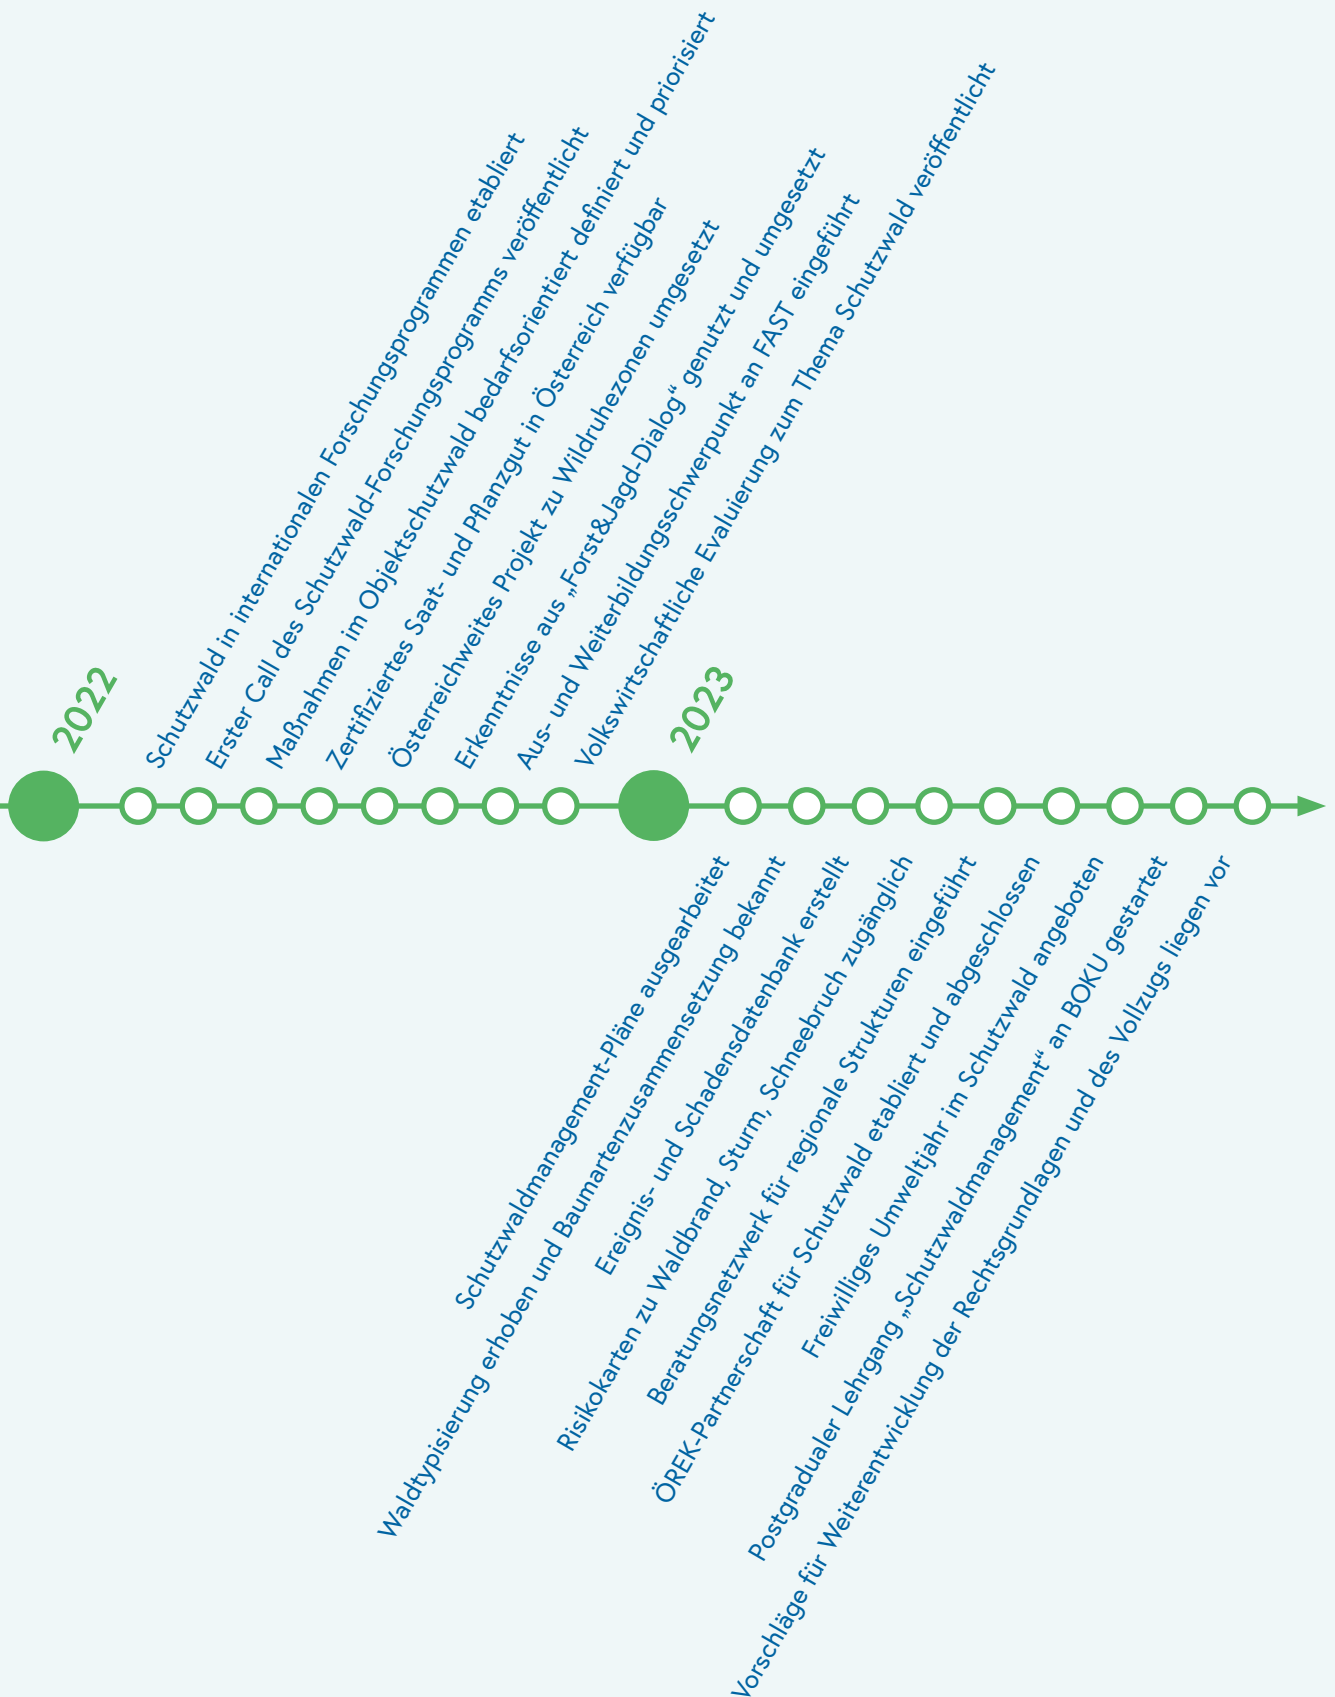 2022
Schutzwald in internationalen Forschungsprogrammen etabliert
Erster Call des Schutzwald-Forschungsprogramms veröffentlicht
Maßnahmen im Objektschutzwald bedarfsorientiert definiert und priorisiert
Zertifiziertes Saat- und Pflanzgut in Österreich verfügbar
Österreichweites Projekt zu Wildruhezonen umgesetzt
Erkenntnisse aus „Forst&Jagd-Dialog“ genutzt und umgesetzt
Aus- und Weiterbildungsschwerpunkt an FAST eingeführt
Volkswirtschaftliche Evaluierung zum Thema Schutzwald veröffentlicht
2023
Schutzwaldmanagement-Pläne ausgearbeitet
Waldtypisierung erhoben und Baumartenzusammensetzung bekannt
Ereignis- und Schadensdatenbank erstellt
Risikokarten zu Waldbrand, Sturm, Schneebruch zugänglich
Beratungsnetzwerk für regionale Strukturen eingeführt
ÖREK-Partnerschaft für Schutzwald etabliert und abgeschlossen
Freiwilliges Umweltjahr im Schutzwald angeboten
Postgradualer Lehrgang „Schutzwaldmanagement“ an BOKU gestartet
Vorschläge für Weiterentwicklung der Rechtsgrundlagen und des Vollzugs liegen vor